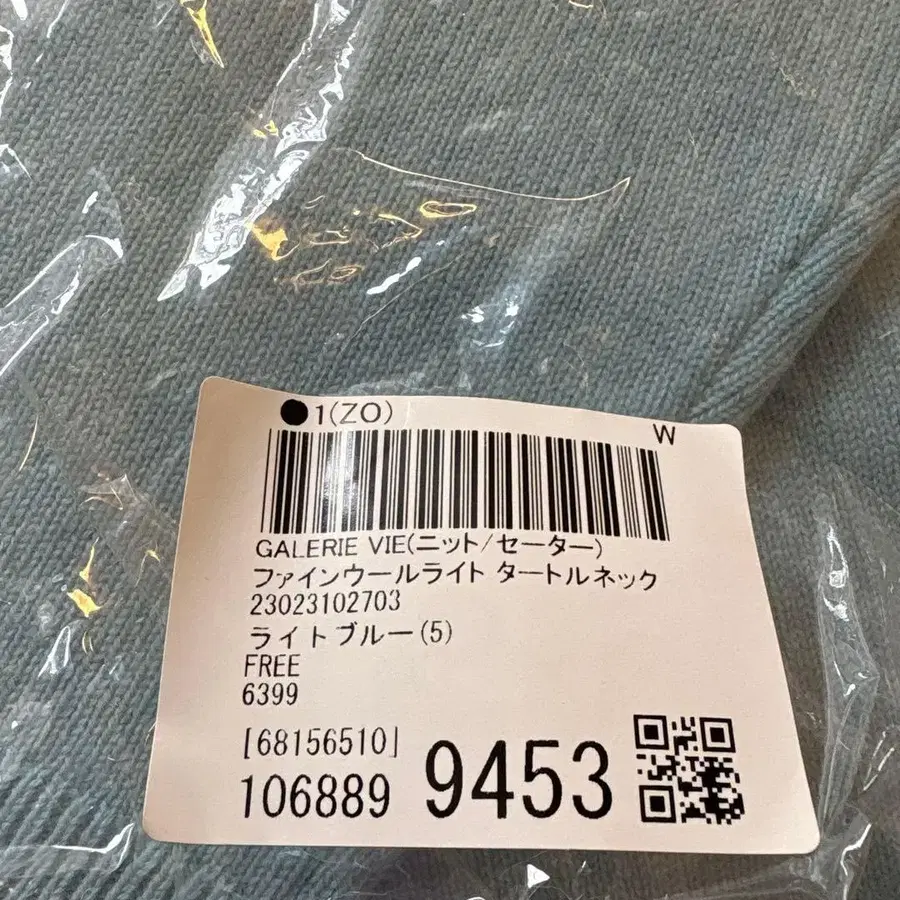 ●1(ZO)
W
GALERIE VIE(ニット/セーター)
ファインウールライト タートルネック
23023102703
ライトブルー(5)
FREE
6399
[68156510]
106889 9453